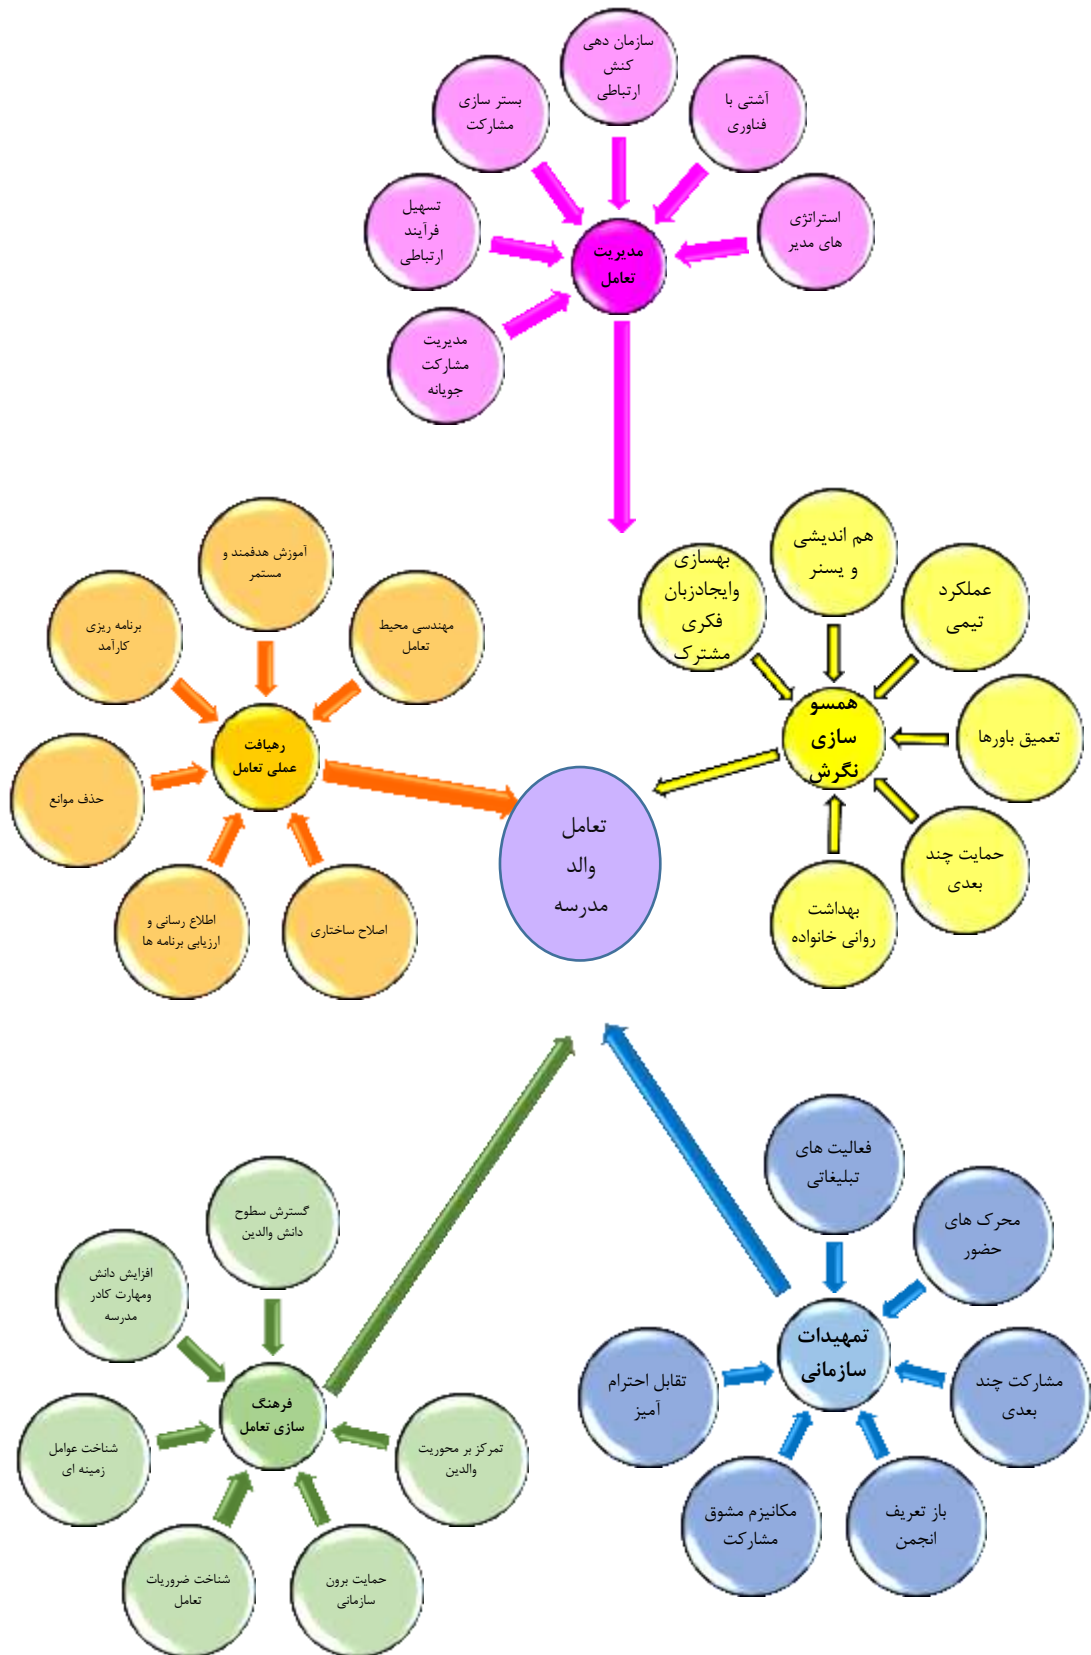 سازمان دهی
کنش
ارتباطی
آشتی با
فناوری
بستر سازی
مشارکت
استراتژی
های مدیر
تسهیل
فرآیند
ارتباطی
مدیریت
تعامل
مدیریت
مشارکت
جویانه
هم اندیشی
و یسنر
بهسازی
وایجادزبان
فکری
مشترک
عملکرد
تیمی
همسو
سازی
نگرش
تعمیق باورها
حمایت چند
بعدی
بهداشت
روانی خانواده
آموزش هدفمند و
مستمر
مهندسی محیط
تعامل
برنامه ریزی
کارآمد
رهیافت
عملی تعامل
حذف موانع
اصلاح ساختاری
اطلاع رسانی و
ارزیابی برنامه ها
تعامل
والد
مدرسه
فعالیت های
تبلیغاتی
محرک های
حضور
تمهیدات
سازمانی
مشارکت چند
بعدی
تقابل احترام
آمیز
باز تعریف
انجمن
مکانیزم مشوق
مشارکت
گسترش سطوح
دانش والدین
افزایش دانش
ومهارت کادر
مدرسه
فرهنگ
سازی تعامل
تمرکز بر محوریت
والدین
شناخت عوامل
زمینه ای
حمایت برون
سازمانی
شناخت ضروریات
تعامل